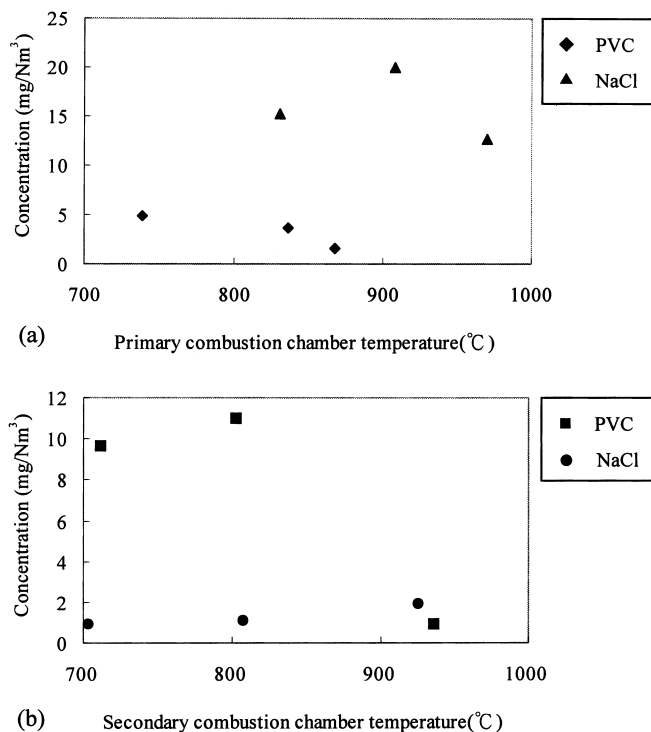 25
20
15
10
5
0
Concentration (mg/Nm³)
700 800 900 1000
PVC
NaCl
(a) Primary combustion chamber temperature(℃)
12
10
8
6
4
2
0
Concentration (mg/Nm³)
700 800 900 1000
PVC
NaCl
(b) Secondary combustion chamber temperature(℃)